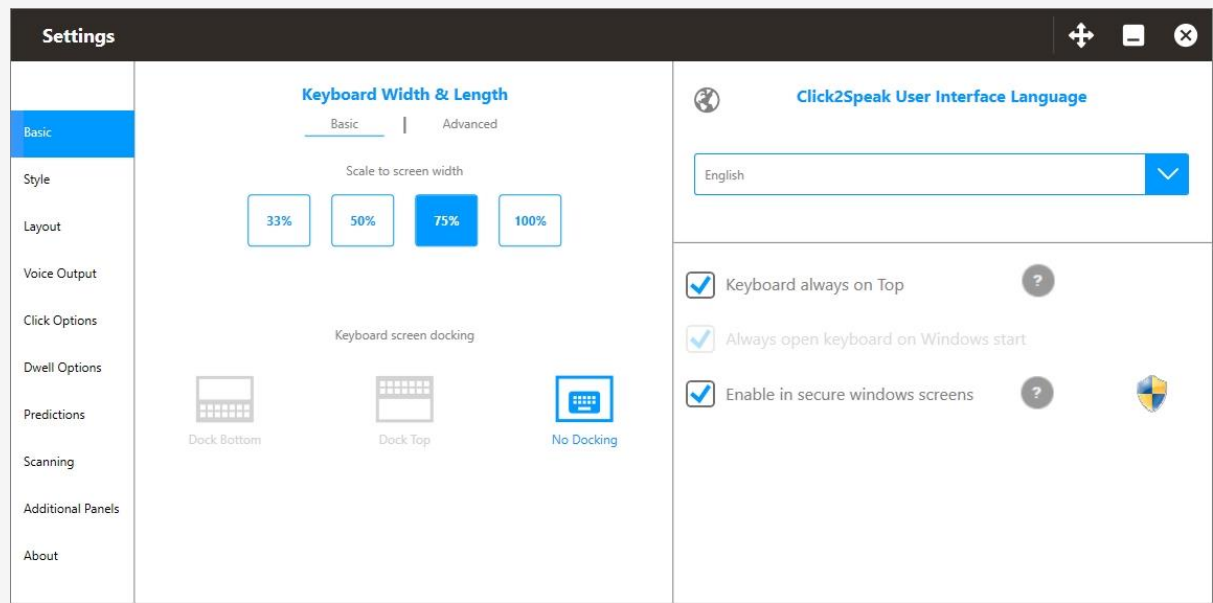 Settings
Basic
Style
Layout
Voice Output
Click Options
Dwell Options
Predictions
Scanning
Additional Panels
About
Keyboard Width & Length
Basic | Advanced
Scale to screen width
33% 50% 75% 100%
Keyboard screen docking
Dock Bottom Dock Top No Docking
Click2Speak User Interface Language
English
Keyboard always on Top ?
Always open keyboard on Windows start
Enable in secure windows screens ?